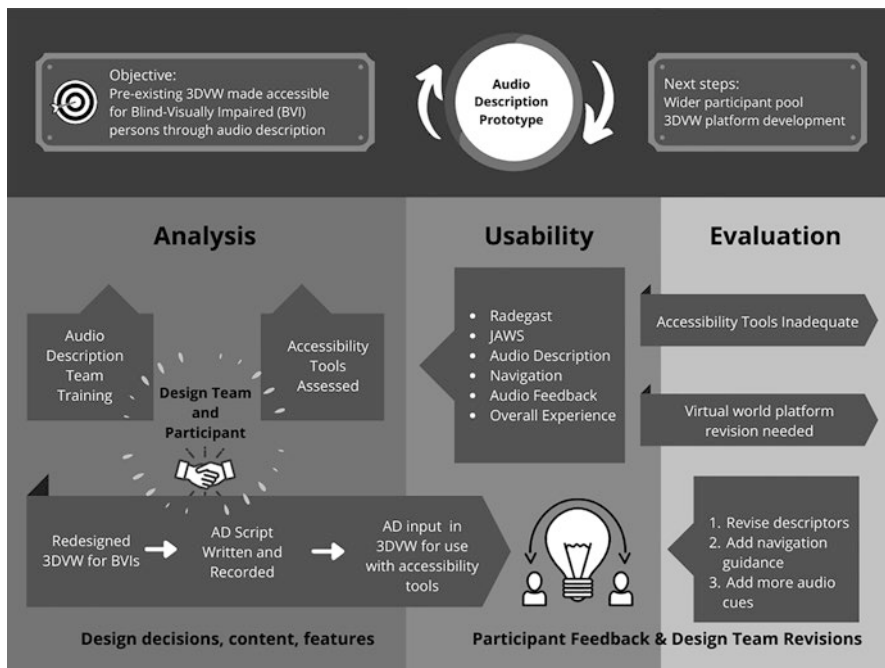 Objective:
Pre-existing 3DVW made accessible
for Blind-Visually Impaired (BVI)
persons through audio description
Audio
Description
Prototype
Next steps:
Wider participant pool
3DVW platform development
Analysis
Audio
Description
Team
Training
Accessibility
Tools
Assessed
Design Team
and
Participant
Redesigned
3DVW for BVIs
AD Script
Written and
Recorded
AD input in
3DVW for use
with accessibility
tools
Design decisions, content, features
Usability
• Radegast
• JAWS
• Audio Description
• Navigation
• Audio Feedback
• Overall Experience
Evaluation
Accessibility Tools Inadequate
Virtual world platform
revision needed
1. Revise descriptors
2. Add navigation
guidance
3. Add more audio
cues
Participant Feedback & Design Team Revisions